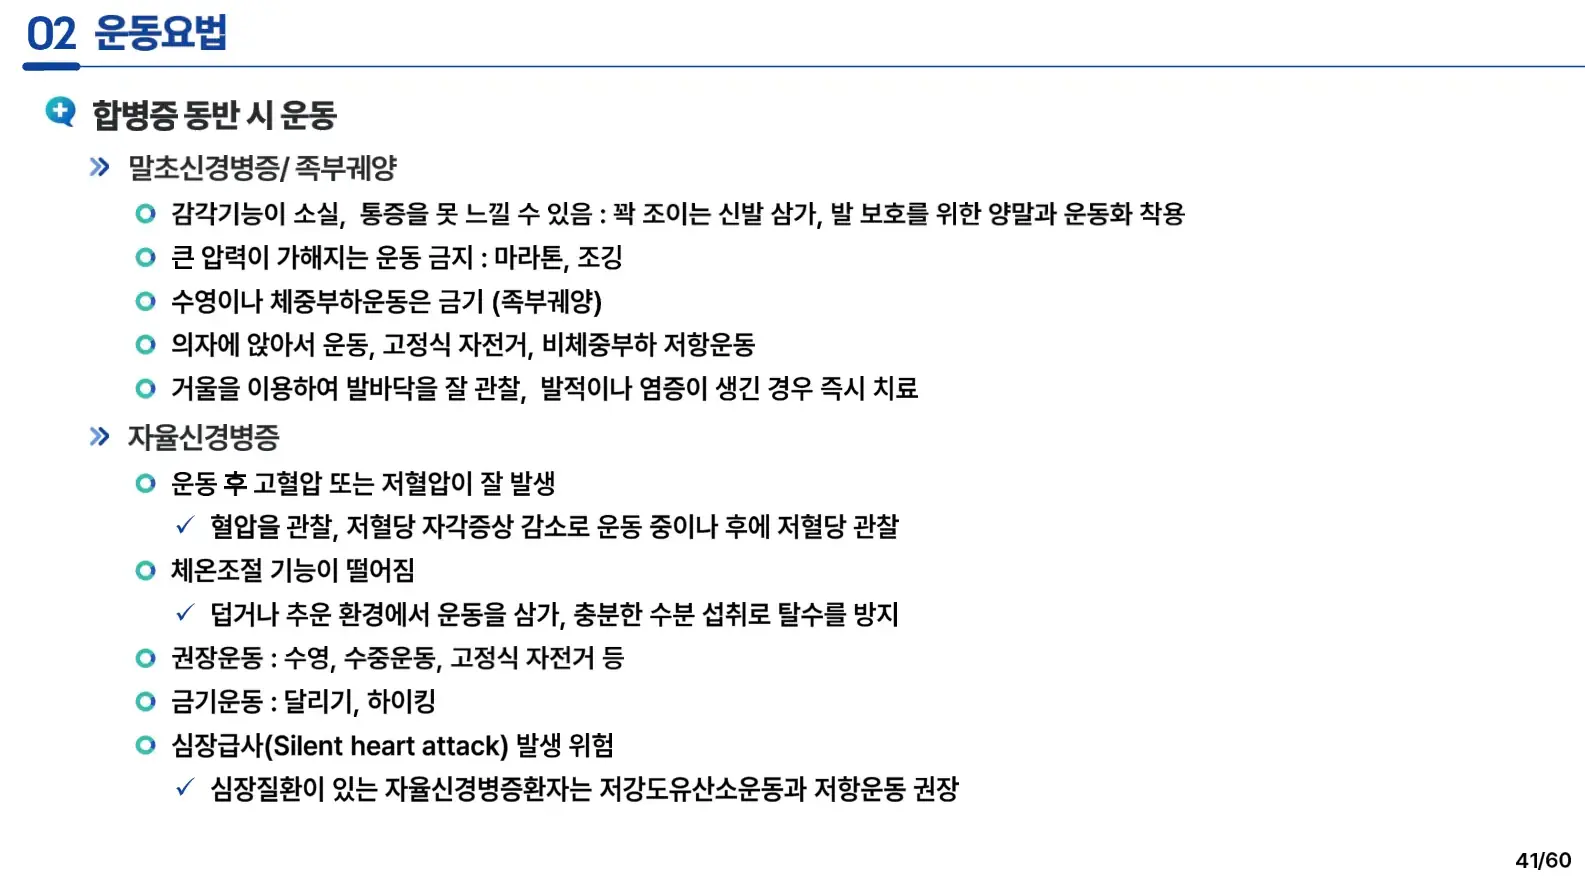 02 운동요법
합병증 동반 시 운동
말초신경병증/ 족부궤양
감각기능이 소실, 통증을 못 느낄 수 있음 : 꽉 조이는 신발 삼가, 발 보호를 위한 양말과 운동화 착용
큰 압력이 가해지는 운동 금지 : 마라톤, 조깅
수영이나 체중부하운동은 금기 (족부궤양)
의자에 앉아서 운동, 고정식 자전거, 비체중부하 저항운동
거울을 이용하여 발바닥을 잘 관찰, 발적이나 염증이 생긴 경우 즉시 치료
자율신경병증
운동 후 고혈압 또는 저혈압이 잘 발생
✓ 혈압을 관찰, 저혈당 자각증상 감소로 운동 중이나 후에 저혈당 관찰
체온조절 기능이 떨어짐
✓ 덥거나 추운 환경에서 운동을 삼가, 충분한 수분 섭취로 탈수를 방지
권장운동 : 수영, 수중운동, 고정식 자전거 등
금기운동 : 달리기, 하이킹
심장급사(Silent heart attack) 발생 위험
✓ 심장질환이 있는 자율신경병증환자는 저강도유산소운동과 저항운동 권장
41/60